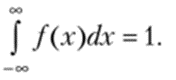 ∫_{-∞}^{∞} f(x)dx = 1.